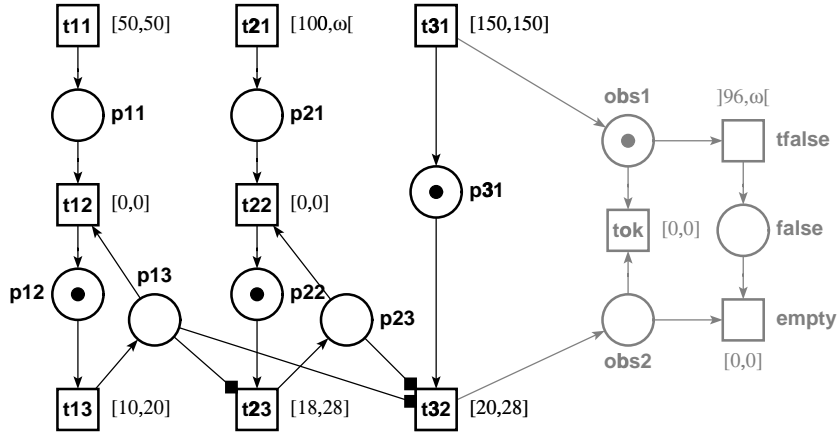 t11 [50,50] t21 [100,ω[ t31 [150,150]
obs1 ]96,ω[
p11 p21 tfalse
p31
t12 [0,0] t22 [0,0]
tok [0,0] false
p12 p13 p22 p23
empty
obs2 [0,0]
t13 [10,20] t23 [18,28] t32 [20,28]